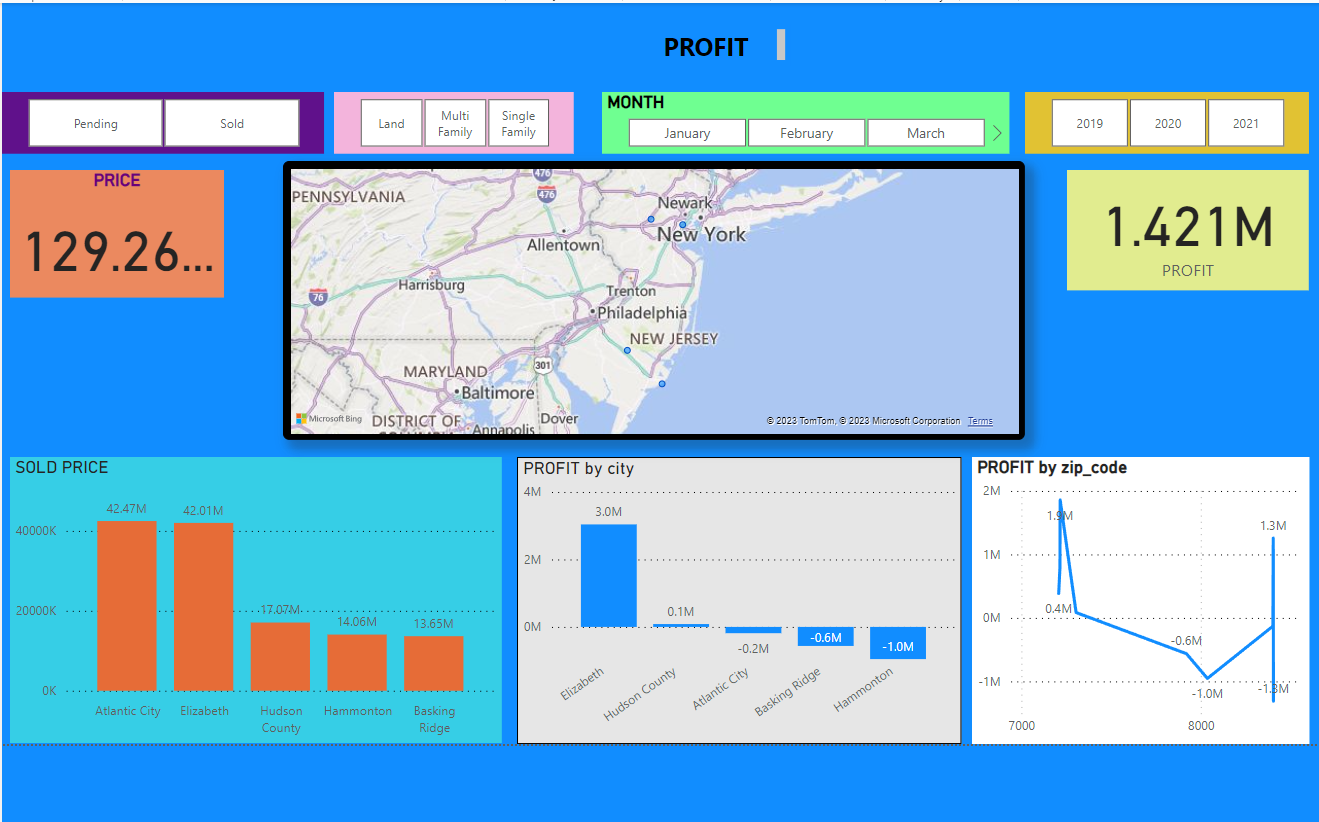 PROFIT
Pending
Sold
Land
Multi
Family
Single
Family
MONTH
January
February
March
2019
2020
2021
PRICE
129.26...
PENNSYLVANIA
476
476
Newark
New York
Allentown
Harrisburg
76
Trenton
Philadelphia
NEW JERSEY
301
MARYLAND
Baltimore
Dover
DISTRICT OF
Annapolis
Microsoft Bing
© 2023 TomTom, © 2023 Microsoft Corporation Terms
1.421M
PROFIT
SOLD PRICE
42.47M
42.01M
40000K
20000K
17.07M
14.06M
13.65M
0K
Atlantic City
Elizabeth
Hudson
County
Hammonton
Basking
Ridge
PROFIT by city
4M
3.0M
2M
0.1M
0M
-0.2M
-0.6M
-1.0M
Elizabeth
Hudson County
Atlantic City
Basking Ridge
Hammonton
PROFIT by zip_code
2M
1.9M
1.3M
1M
0.4M
0M
-0.6M
-1M
-1.0M
-1.3M
7000
8000